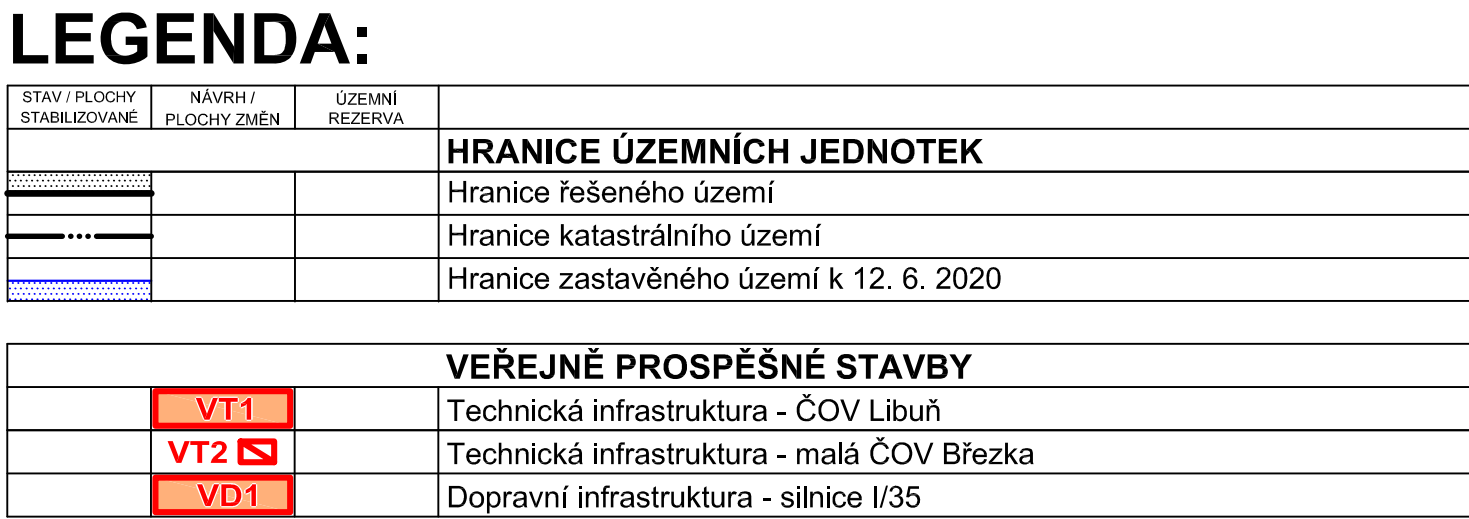 LEGENDA:
STAV / PLOCHY STABILIZOVANÉ
NÁVRH / PLOCHY ZMĚN
ÚZEMNÍ REZERVA
HRANICE ÚZEMNÍCH JEDNOTEK
Hranice řešeného území
Hranice katastrálního území
Hranice zastavěného území k 12. 6. 2020
VEŘEJNĚ PROSPĚŠNÉ STAVBY
VT1 Technická infrastruktura - ČOV Libuň
VT2 Technická infrastruktura - malá ČOV Březka
VD1 Dopravní infrastruktura - silnice I/35